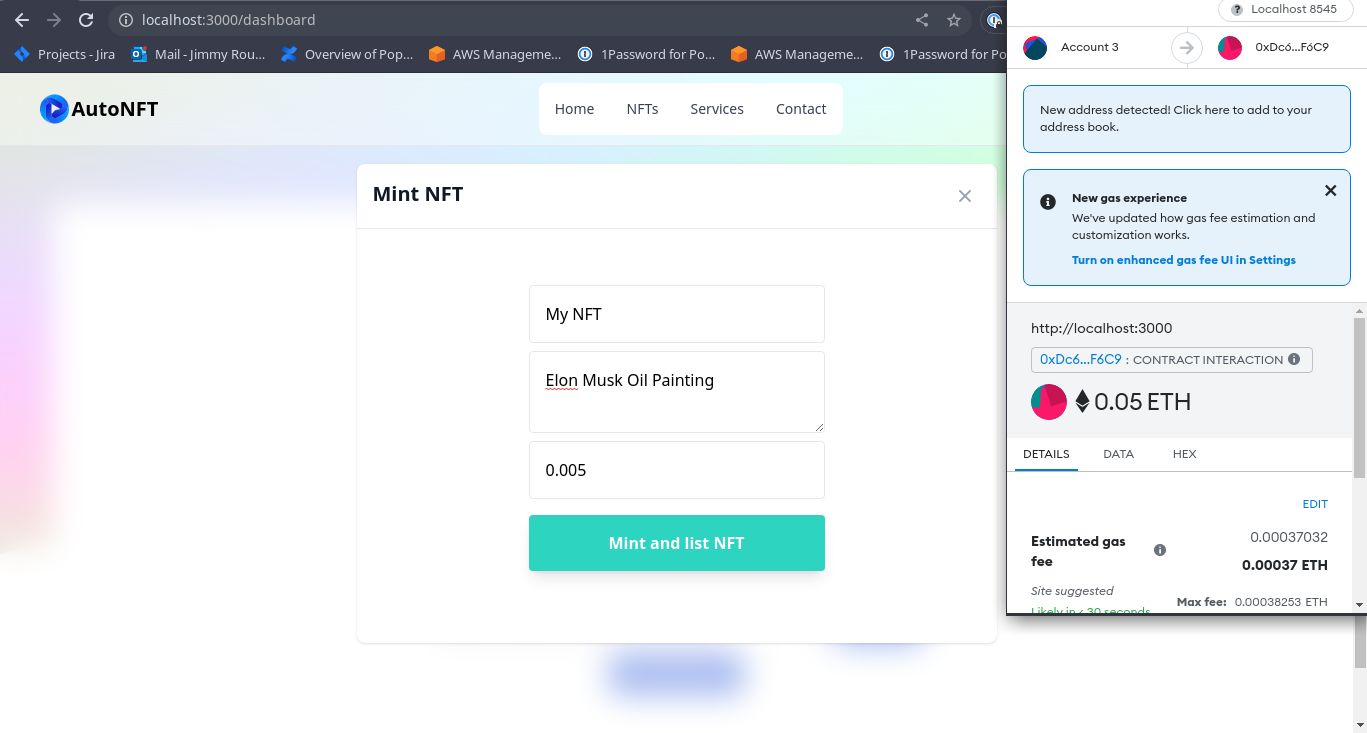 localhost:3000/dashboard
Projects - Jira
Mail - Jimmy Rou...
Overview of Pop...
AWS Manageme...
1Password for Po...
AWS Manageme...
1Password for Po
AutoNFT
Home
NFTs
Services
Contact
Mint NFT
My NFT
Elon Musk Oil Painting
0.005
Mint and list NFT
Localhost 8545
Account 3
0xDc6...F6C9
New address detected! Click here to add to your
address book.
New gas experience
We've updated how gas fee estimation and
customization works.
Turn on enhanced gas fee UI in Settings
http://localhost:3000
0xDc6...F6C9 : CONTRACT INTERACTION
0.05 ETH
DETAILS
DATA
HEX
EDIT
Estimated gas
fee
0.00037032
0.00037 ETH
Site suggested
Likely in < 30 seconds
Max fee: 0.00038253 ETH